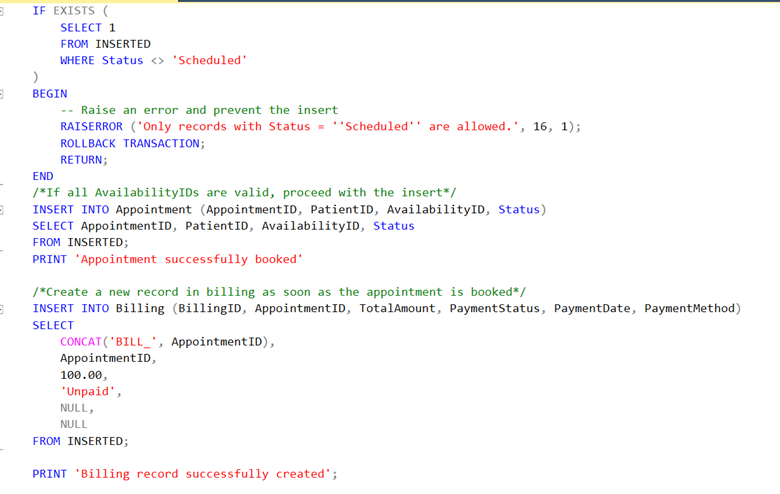 IF EXISTS (
SELECT 1
FROM INSERTED
WHERE Status <> 'Scheduled'
)
BEGIN
-- Raise an error and prevent the insert
RAISERROR ('Only records with Status = ''Scheduled'' are allowed.', 16, 1);
ROLLBACK TRANSACTION;
RETURN;
END
/*If all AvailabilityIDs are valid, proceed with the insert*/
INSERT INTO Appointment (AppointmentID, PatientID, AvailabilityID, Status)
SELECT AppointmentID, PatientID, AvailabilityID, Status
FROM INSERTED;
PRINT 'Appointment successfully booked'
/*Create a new record in billing as soon as the appointment is booked*/
INSERT INTO Billing (BillingID, AppointmentID, TotalAmount, PaymentStatus, PaymentDate, PaymentMethod)
SELECT
CONCAT('BILL_', AppointmentID),
AppointmentID,
100.00,
'Unpaid',
NULL,
NULL
FROM INSERTED;
PRINT 'Billing record successfully created';